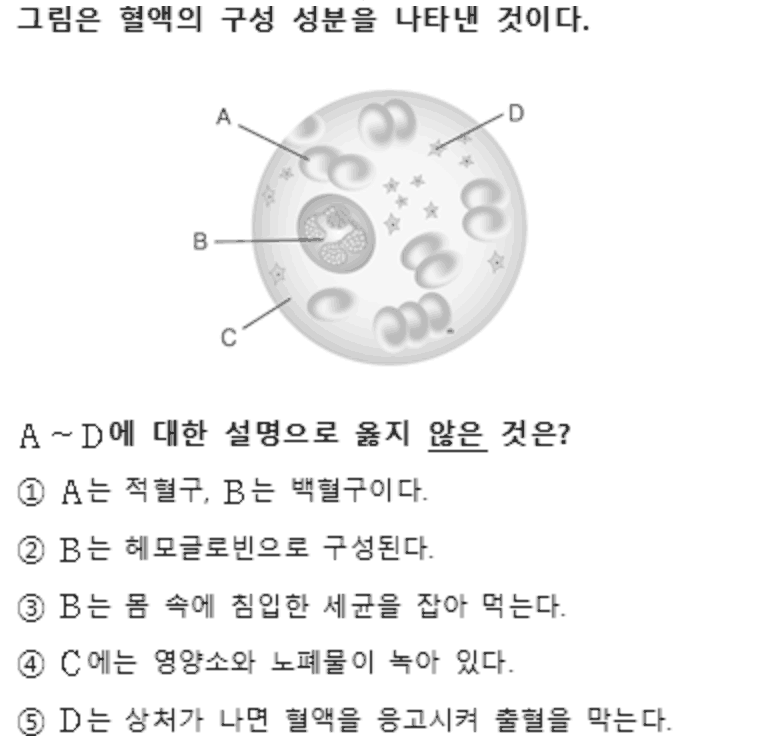 그림은 혈액의 구성 성분을 나타낸 것이다.
A
D
B
C
A~D에 대한 설명으로 옳지 않은 것은?
① A는 적혈구, B는 백혈구이다.
② B는 헤모글로빈으로 구성된다.
③ B는 몸 속에 침입한 세균을 잡아 먹는다.
④ C에는 영양소와 노폐물이 녹아 있다.
⑤ D는 상처가 나면 혈액을 응고시켜 출혈을 막는다.